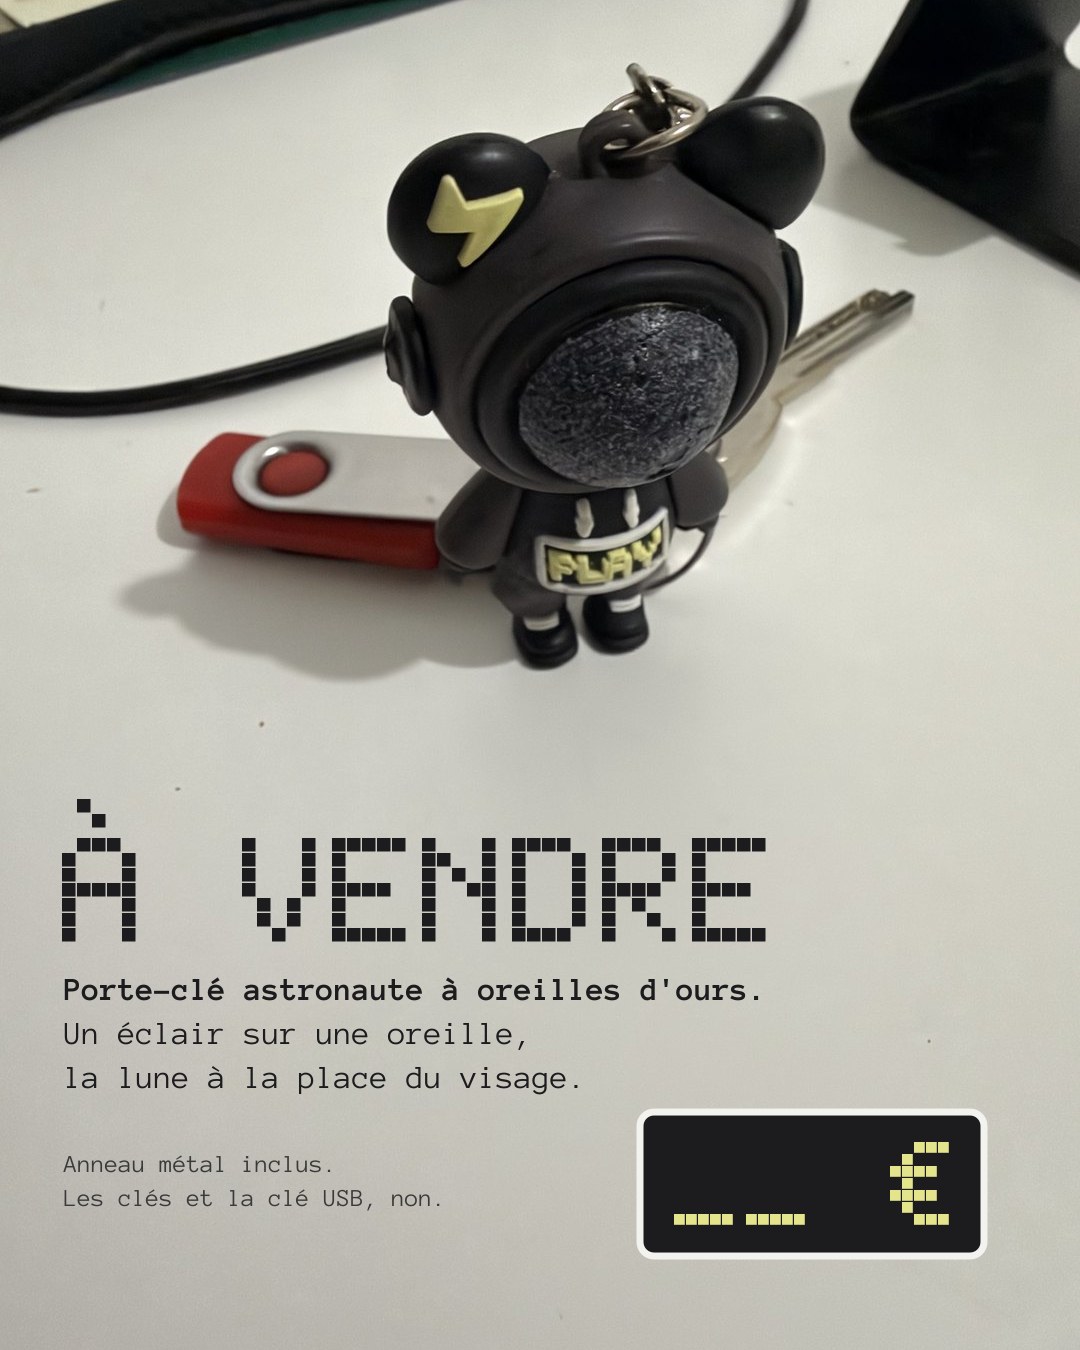 PLAY
À VENDRE
Porte-clé astronaute à oreilles d'ours.
Un éclair sur une oreille,
la lune à la place du visage.
Anneau métal inclus.
Les clés et la clé USB, non.
__ €